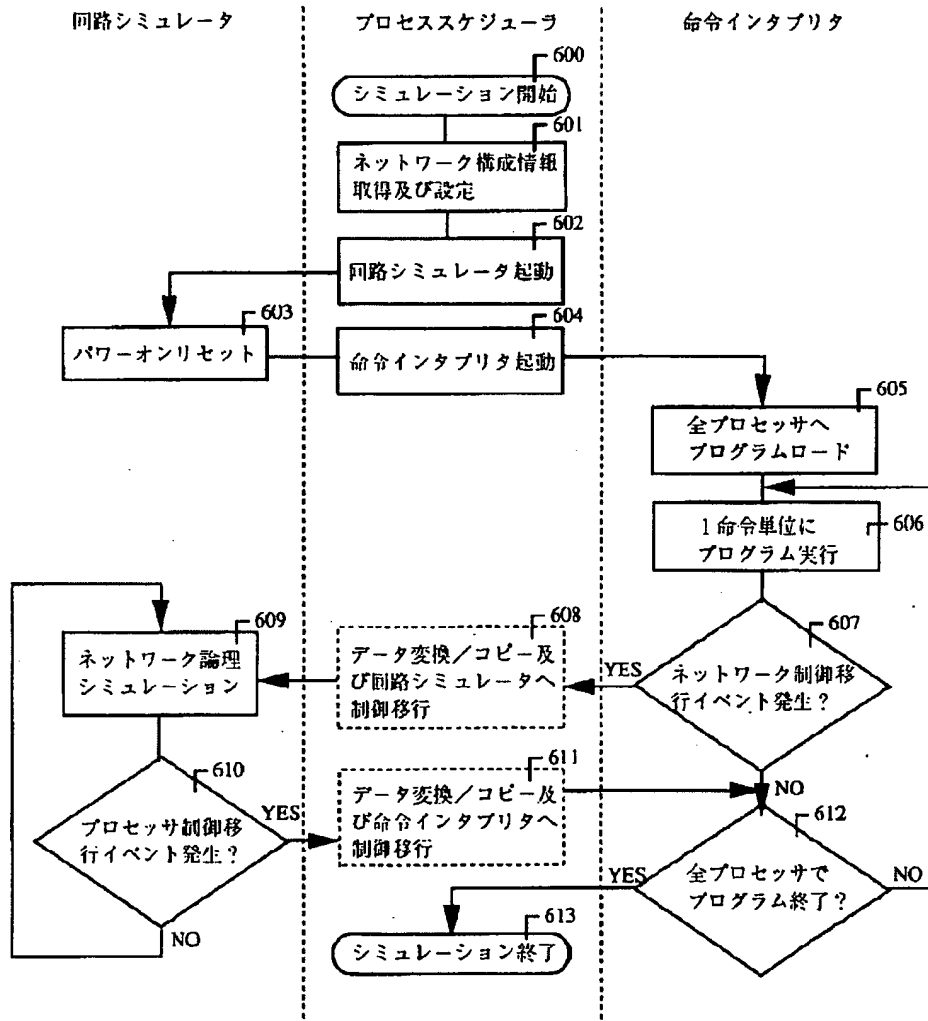 回路シミュレータ
プロセススケジューラ
命令インタプリタ
600
シミュレーション開始
601
ネットワーク構成情報
取得及び設定
602
回路シミュレータ起動
603
パワーオンリセット
604
命令インタプリタ起動
605
全プロセッサへ
プログラムロード
606
1命令単位に
プログラム実行
607
ネットワーク制御移
行イベント発生?
YES
NO
608
データ変換/コピー及
び回路シミュレータへ
制御移行
609
ネットワーク論理
シミュレーション
610
プロセッサ制御移
行イベント発生?
YES
NO
611
データ変換/コピー及
び命令インタプリタへ
制御移行
612
全プロセッサで
プログラム終了?
YES
NO
613
シミュレーション終了